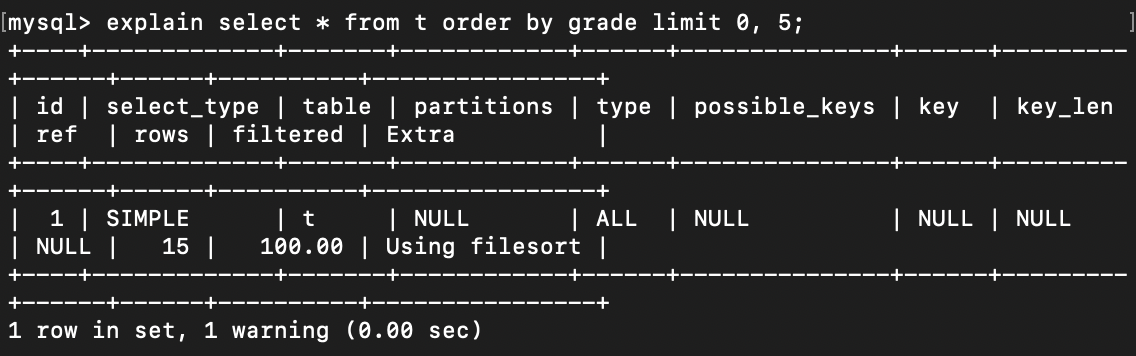 [mysql> explain select * from t order by grade limit 0, 5; ]
+----+-------------+-------+------------+------+---------------+------+---------
+------+------+----------+----------------+
| id | select_type | table | partitions | type | possible_keys | key  | key_len 
| ref  | rows | filtered | Extra          |
+----+-------------+-------+------------+------+---------------+------+---------
+------+------+----------+----------------+
|  1 | SIMPLE      | t     | NULL       | ALL  | NULL          | NULL | NULL    
| NULL |   15 |   100.00 | Using filesort |
+----+-------------+-------+------------+------+---------------+------+---------
+------+------+----------+----------------+
1 row in set, 1 warning (0.00 sec)